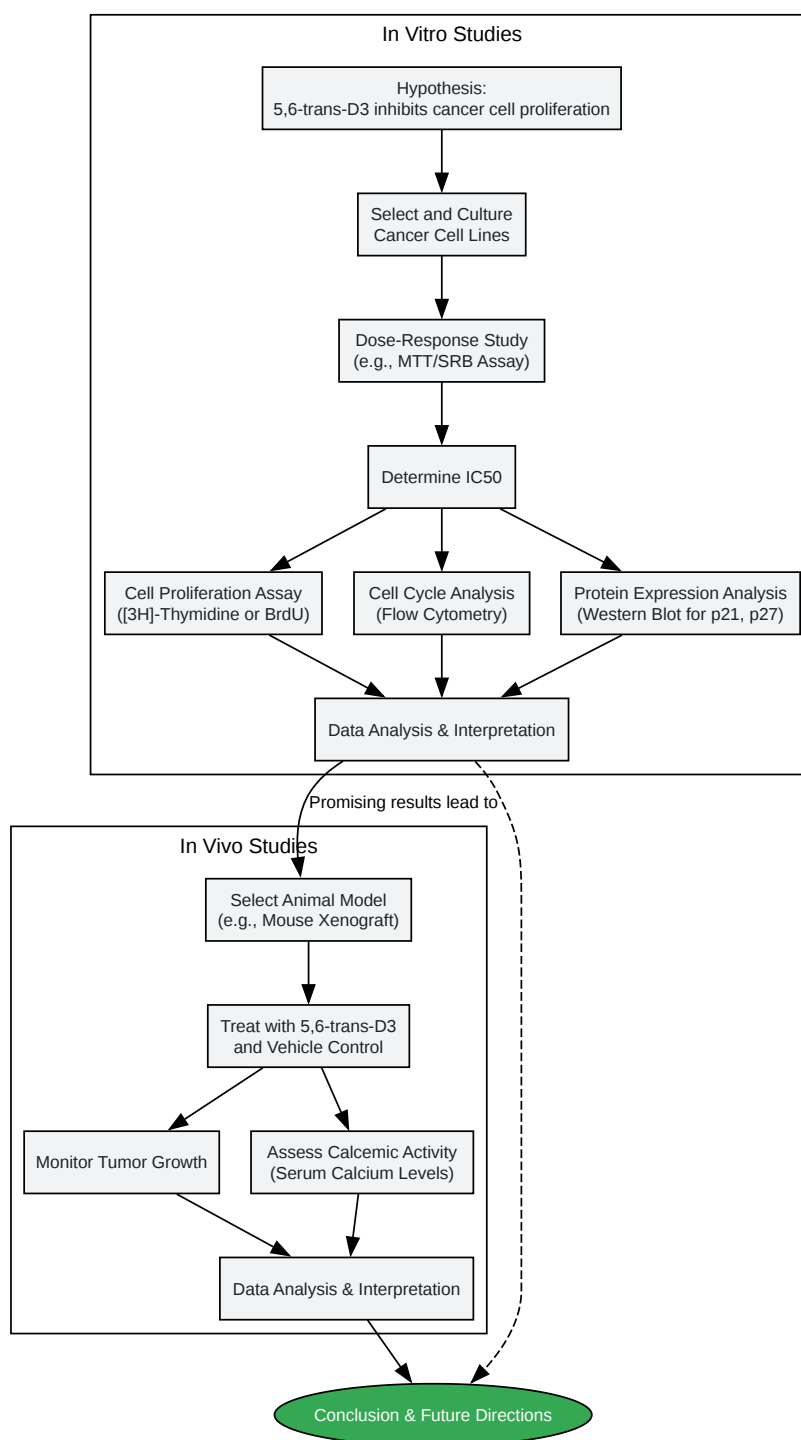 In Vitro Studies
Hypothesis:
5,6-trans-D3 inhibits cancer cell proliferation
Select and Culture
Cancer Cell Lines
Dose-Response Study
(e.g., MTT/SRB Assay)
Determine IC50
Cell Proliferation Assay
([3H]-Thymidine or BrdU)
Cell Cycle Analysis
(Flow Cytometry)
Protein Expression Analysis
(Western Blot for p21, p27)
Data Analysis & Interpretation
Promising results lead to
In Vivo Studies
Select Animal Model
(e.g., Mouse Xenograft)
Treat with 5,6-trans-D3
and Vehicle Control
Monitor Tumor Growth
Assess Calcemic Activity
(Serum Calcium Levels)
Data Analysis & Interpretation
Conclusion & Future Directions